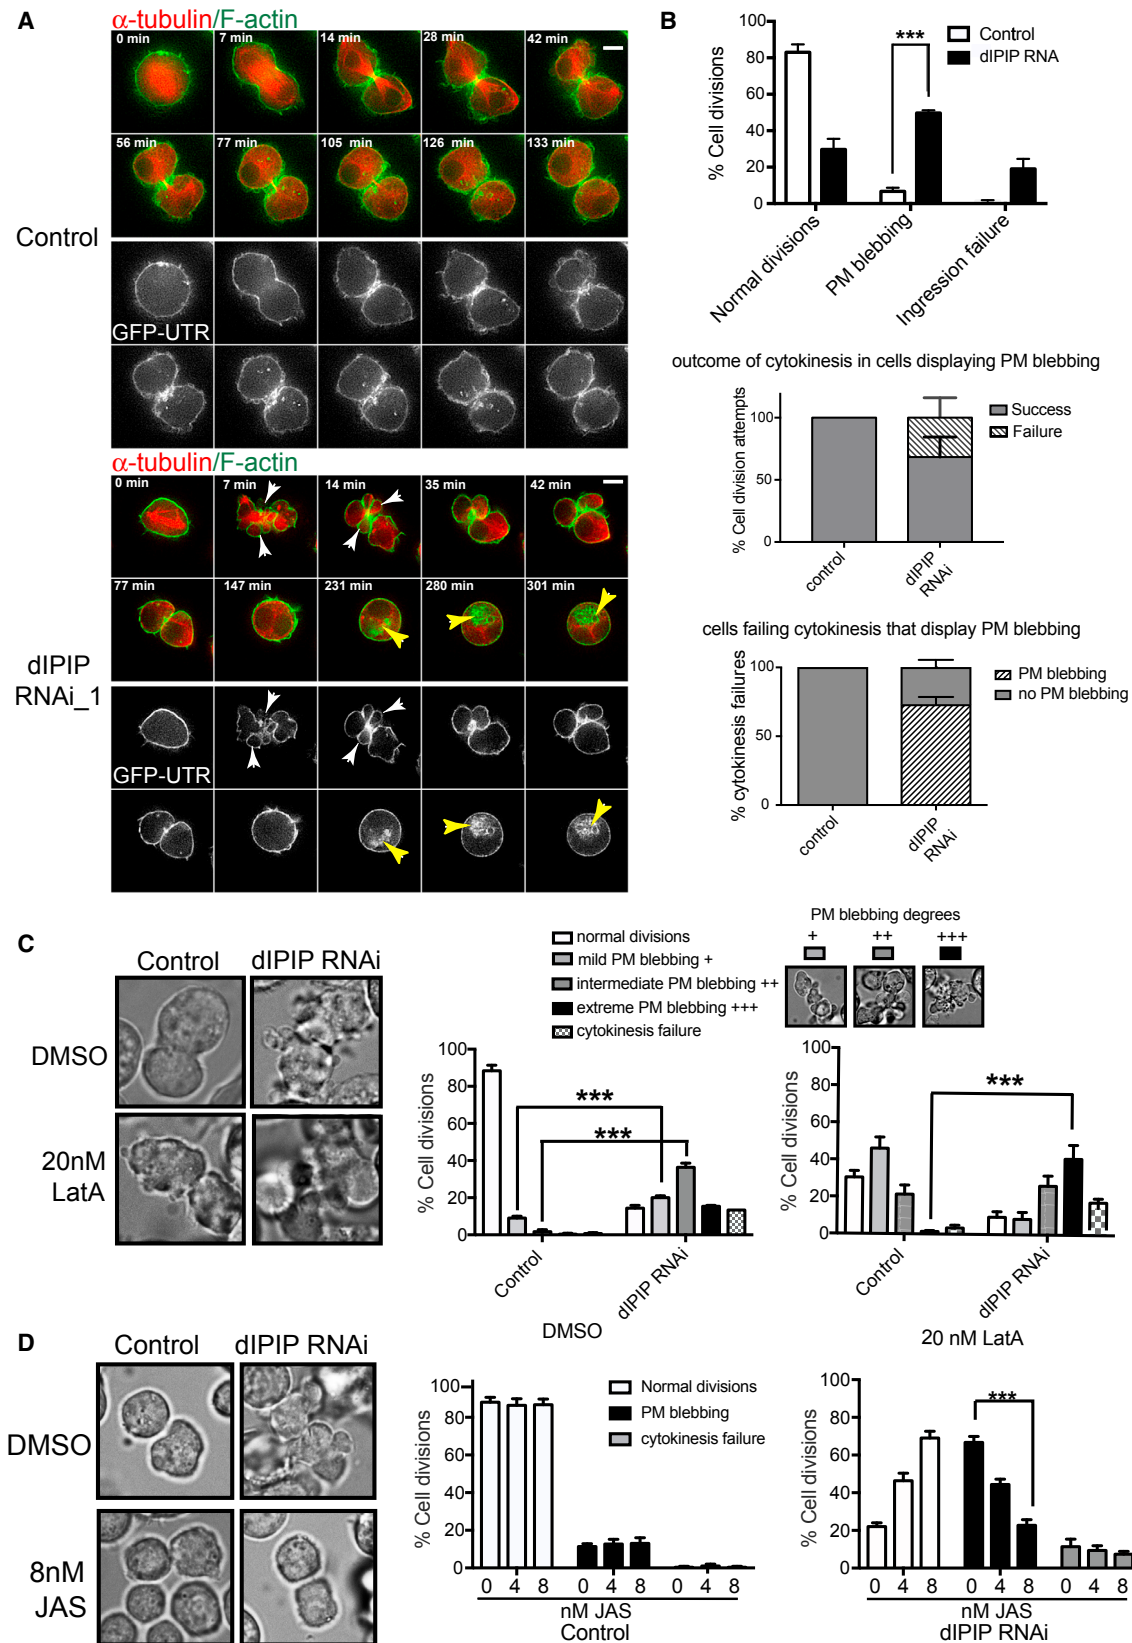 A
α-tubulin/F-actin
0 min
7 min
14 min
28 min
42 min
56 min
77 min
105 min
126 min
133 min
Control
GFP-UTR
α-tubulin/F-actin
0 min
7 min
14 min
35 min
42 min
77 min
147 min
231 min
280 min
301 min
dIPIP
RNAi_1
GFP-UTR
B
Control
dIPIP RNA
***
% Cell divisions
100
80
60
40
20
0
Normal divisions
PM blebbing
Ingression failure
outcome of cytokinesis in cells displaying PM blebbing
% Cell division attempts
100
50
0
Success
Failure
control
dIPIP
RNAi
cells failing cytokinesis that display PM blebbing
% cytokinesis failures
100
50
0
PM blebbing
no PM blebbing
control
dIPIP
RNAi
C
Control
dIPIP RNAi
DMSO
20nM
LatA
normal divisions
mild PM blebbing +
intermediate PM blebbing ++
extreme PM blebbing +++
cytokinesis failure
PM blebbing degrees
+
++
+++
% Cell divisions
100
80
60
40
20
0
***
***
Control
dIPIP RNAi
DMSO
% Cell divisions
100
80
60
40
20
0
***
Control
dIPIP RNAi
20 nM LatA
D
Control
dIPIP RNAi
DMSO
8nM
JAS
% Cell divisions
100
80
60
40
20
0
Normal divisions
PM blebbing
cytokinesis failure
0 4 8 0 4 8 0 4 8
nM JAS
Control
% Cell divisions
100
80
60
40
20
0
***
0 4 8 0 4 8 0 4 8
nM JAS
dIPIP RNAi